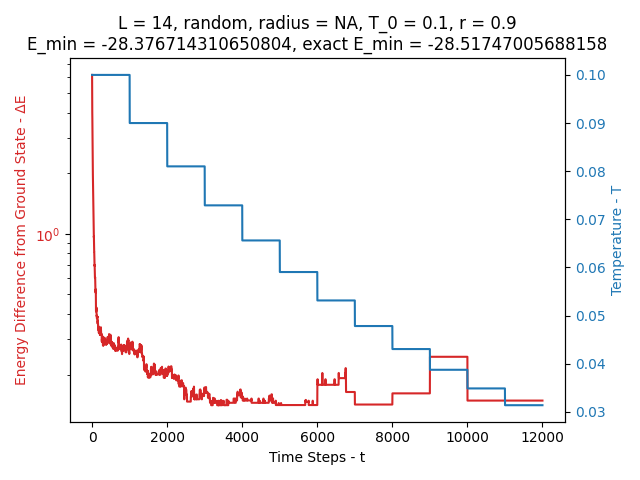 L = 14, random, radius = NA, T_0 = 0.1, r = 0.9
E_min = -28.376714310650804, exact E_min = -28.51747005688158
Energy Difference from Ground State - ΔE
10^0
0.10
0.09
0.08
0.07
0.06
0.05
0.04
0.03
Temperature - T
0 2000 4000 6000 8000 10000 12000
Time Steps - t